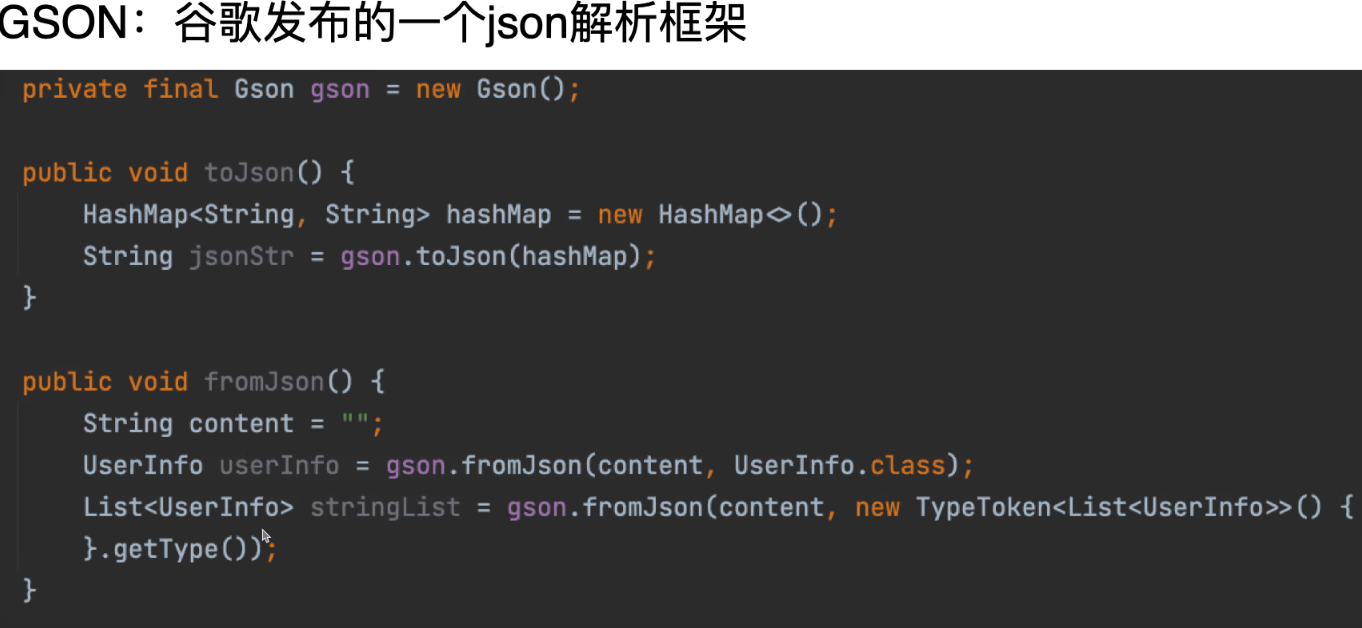 GSON：谷歌发布的一个json解析框架
private final Gson gson = new Gson();
public void toJson() {
HashMap<String, String> hashMap = new HashMap<>();
String jsonStr = gson.toJson(hashMap);
}
public void fromJson() {
String content = "";
UserInfo userInfo = gson.fromJson(content, UserInfo.class);
List<UserInfo> stringList = gson.fromJson(content, new TypeToken<List<UserInfo>>() {
}.getType());
}